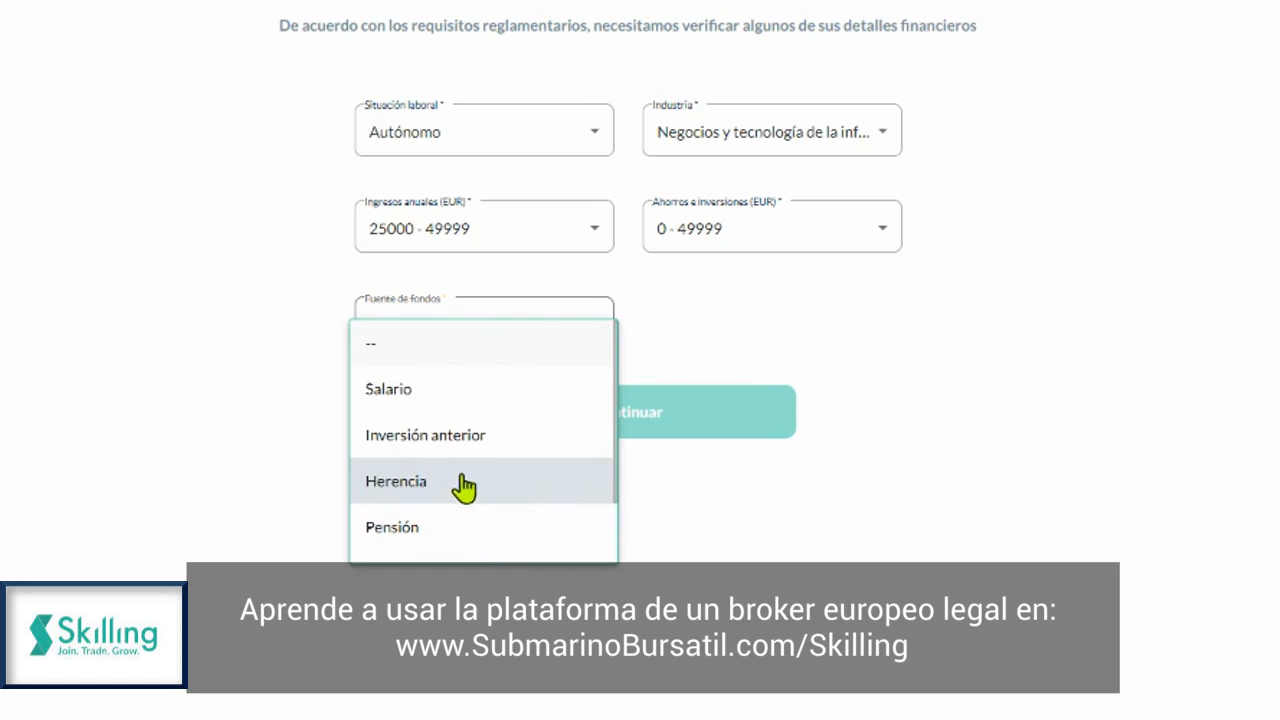 De acuerdo con los requisitos reglamentarios, necesitamos verificar algunos de sus detalles financieros
Situación laboral *
Industria *
Autónomo
Negocios y tecnología de la inf...
Ingresos anuales (EUR) *
Ahorros e inversiones (EUR) *
25000 - 49999
0 - 49999
Fuente de fondos *
--
Salario
tinuar
Inversión anterior
Herencia
Pensión
Aprende a usar la plataforma de un broker europeo legal en:
www.SubmarinoBursatil.com/Skilling
Skilling
Join. Trade. Grow.